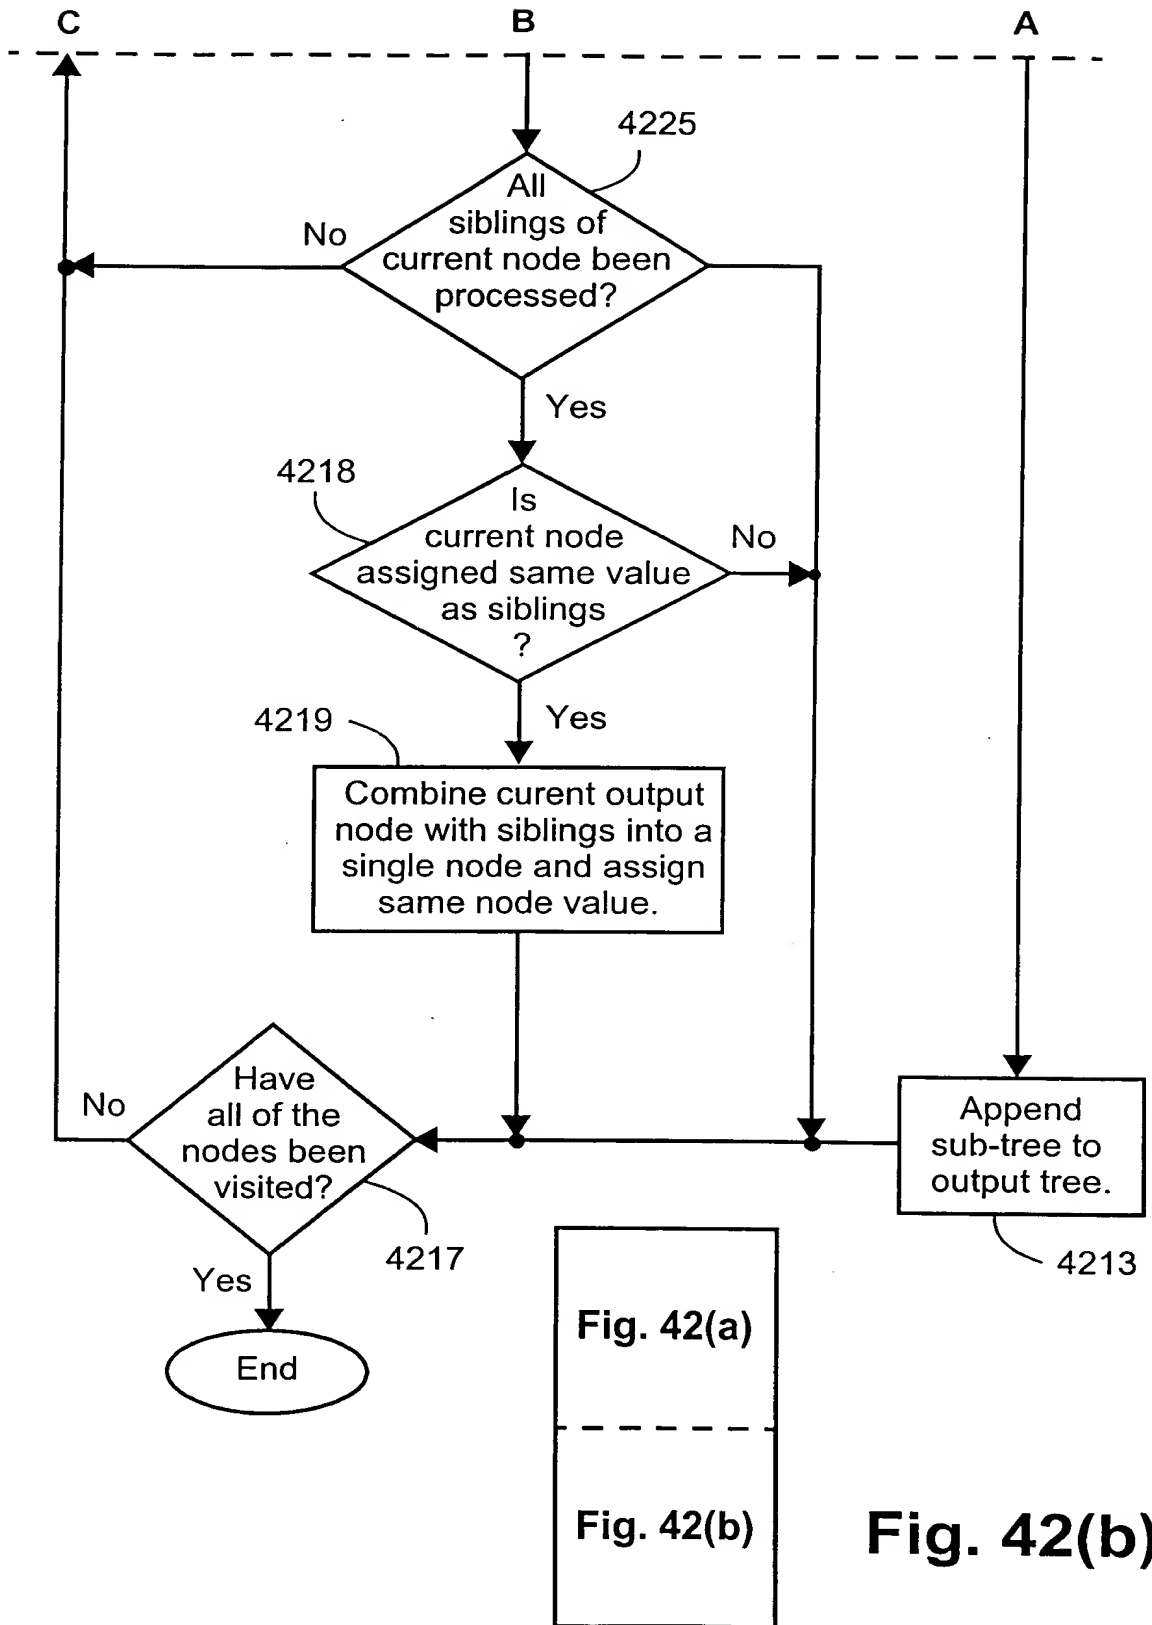 C
B
A
4225
All
siblings of
current node been
processed?
No
Yes
4218
Is
current node
assigned same value
as siblings
?
No
Yes
4219
Combine curent output
node with siblings into a
single node and assign
same node value.
Have
all of the
nodes been
visited?
No
Yes
4217
Append
sub-tree to
output tree.
4213
End
Fig. 42(a)
Fig. 42(b)
Fig. 42(b)